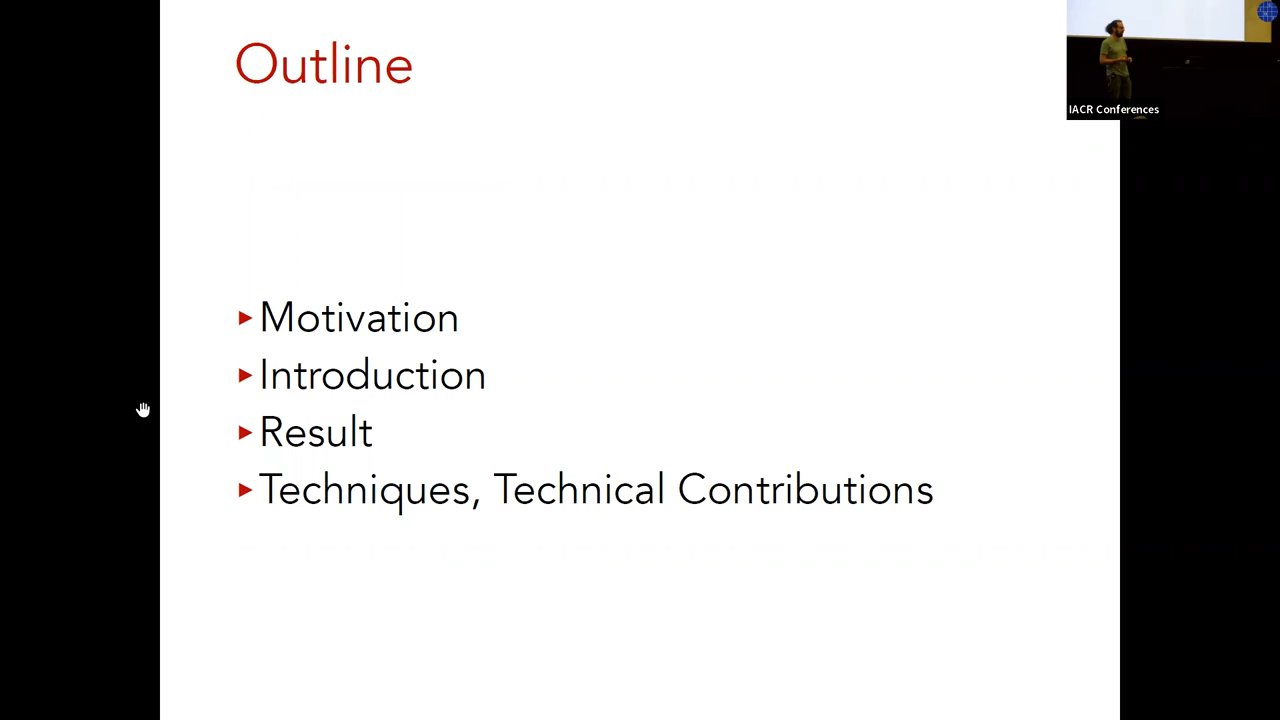 Outline
IACR Conferences
Motivation
Introduction
Result
Techniques, Technical Contributions